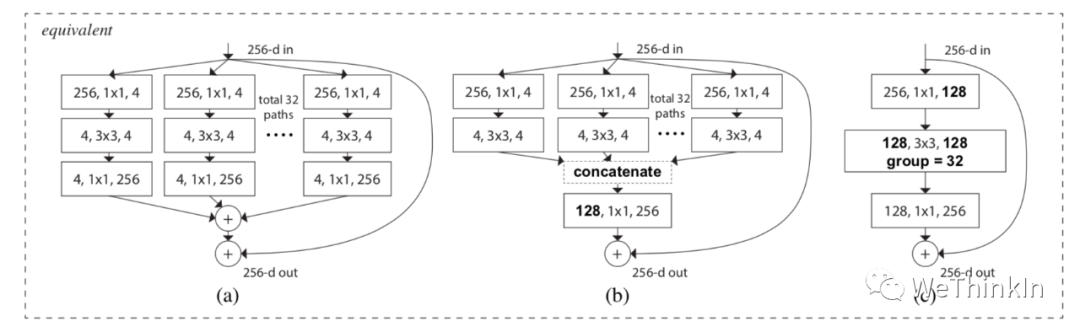 equivalent
256-d in
256, 1x1, 4
256, 1x1, 4
256, 1x1, 4
total 32
paths
4, 3x3, 4
4, 3x3, 4
4, 3x3, 4
4, 1x1, 256
4, 1x1, 256
4, 1x1, 256
+
+
256-d out
(a)
256-d in
256, 1x1, 4
256, 1x1, 4
256, 1x1, 4
total 32
paths
4, 3x3, 4
4, 3x3, 4
4, 3x3, 4
concatenate
128, 1x1, 256
+
256-d out
(b)
256-d in
256, 1x1, 128
128, 3x3, 128
group = 32
128, 1x1, 256
+
256-d out
(c)
WeThinkIn